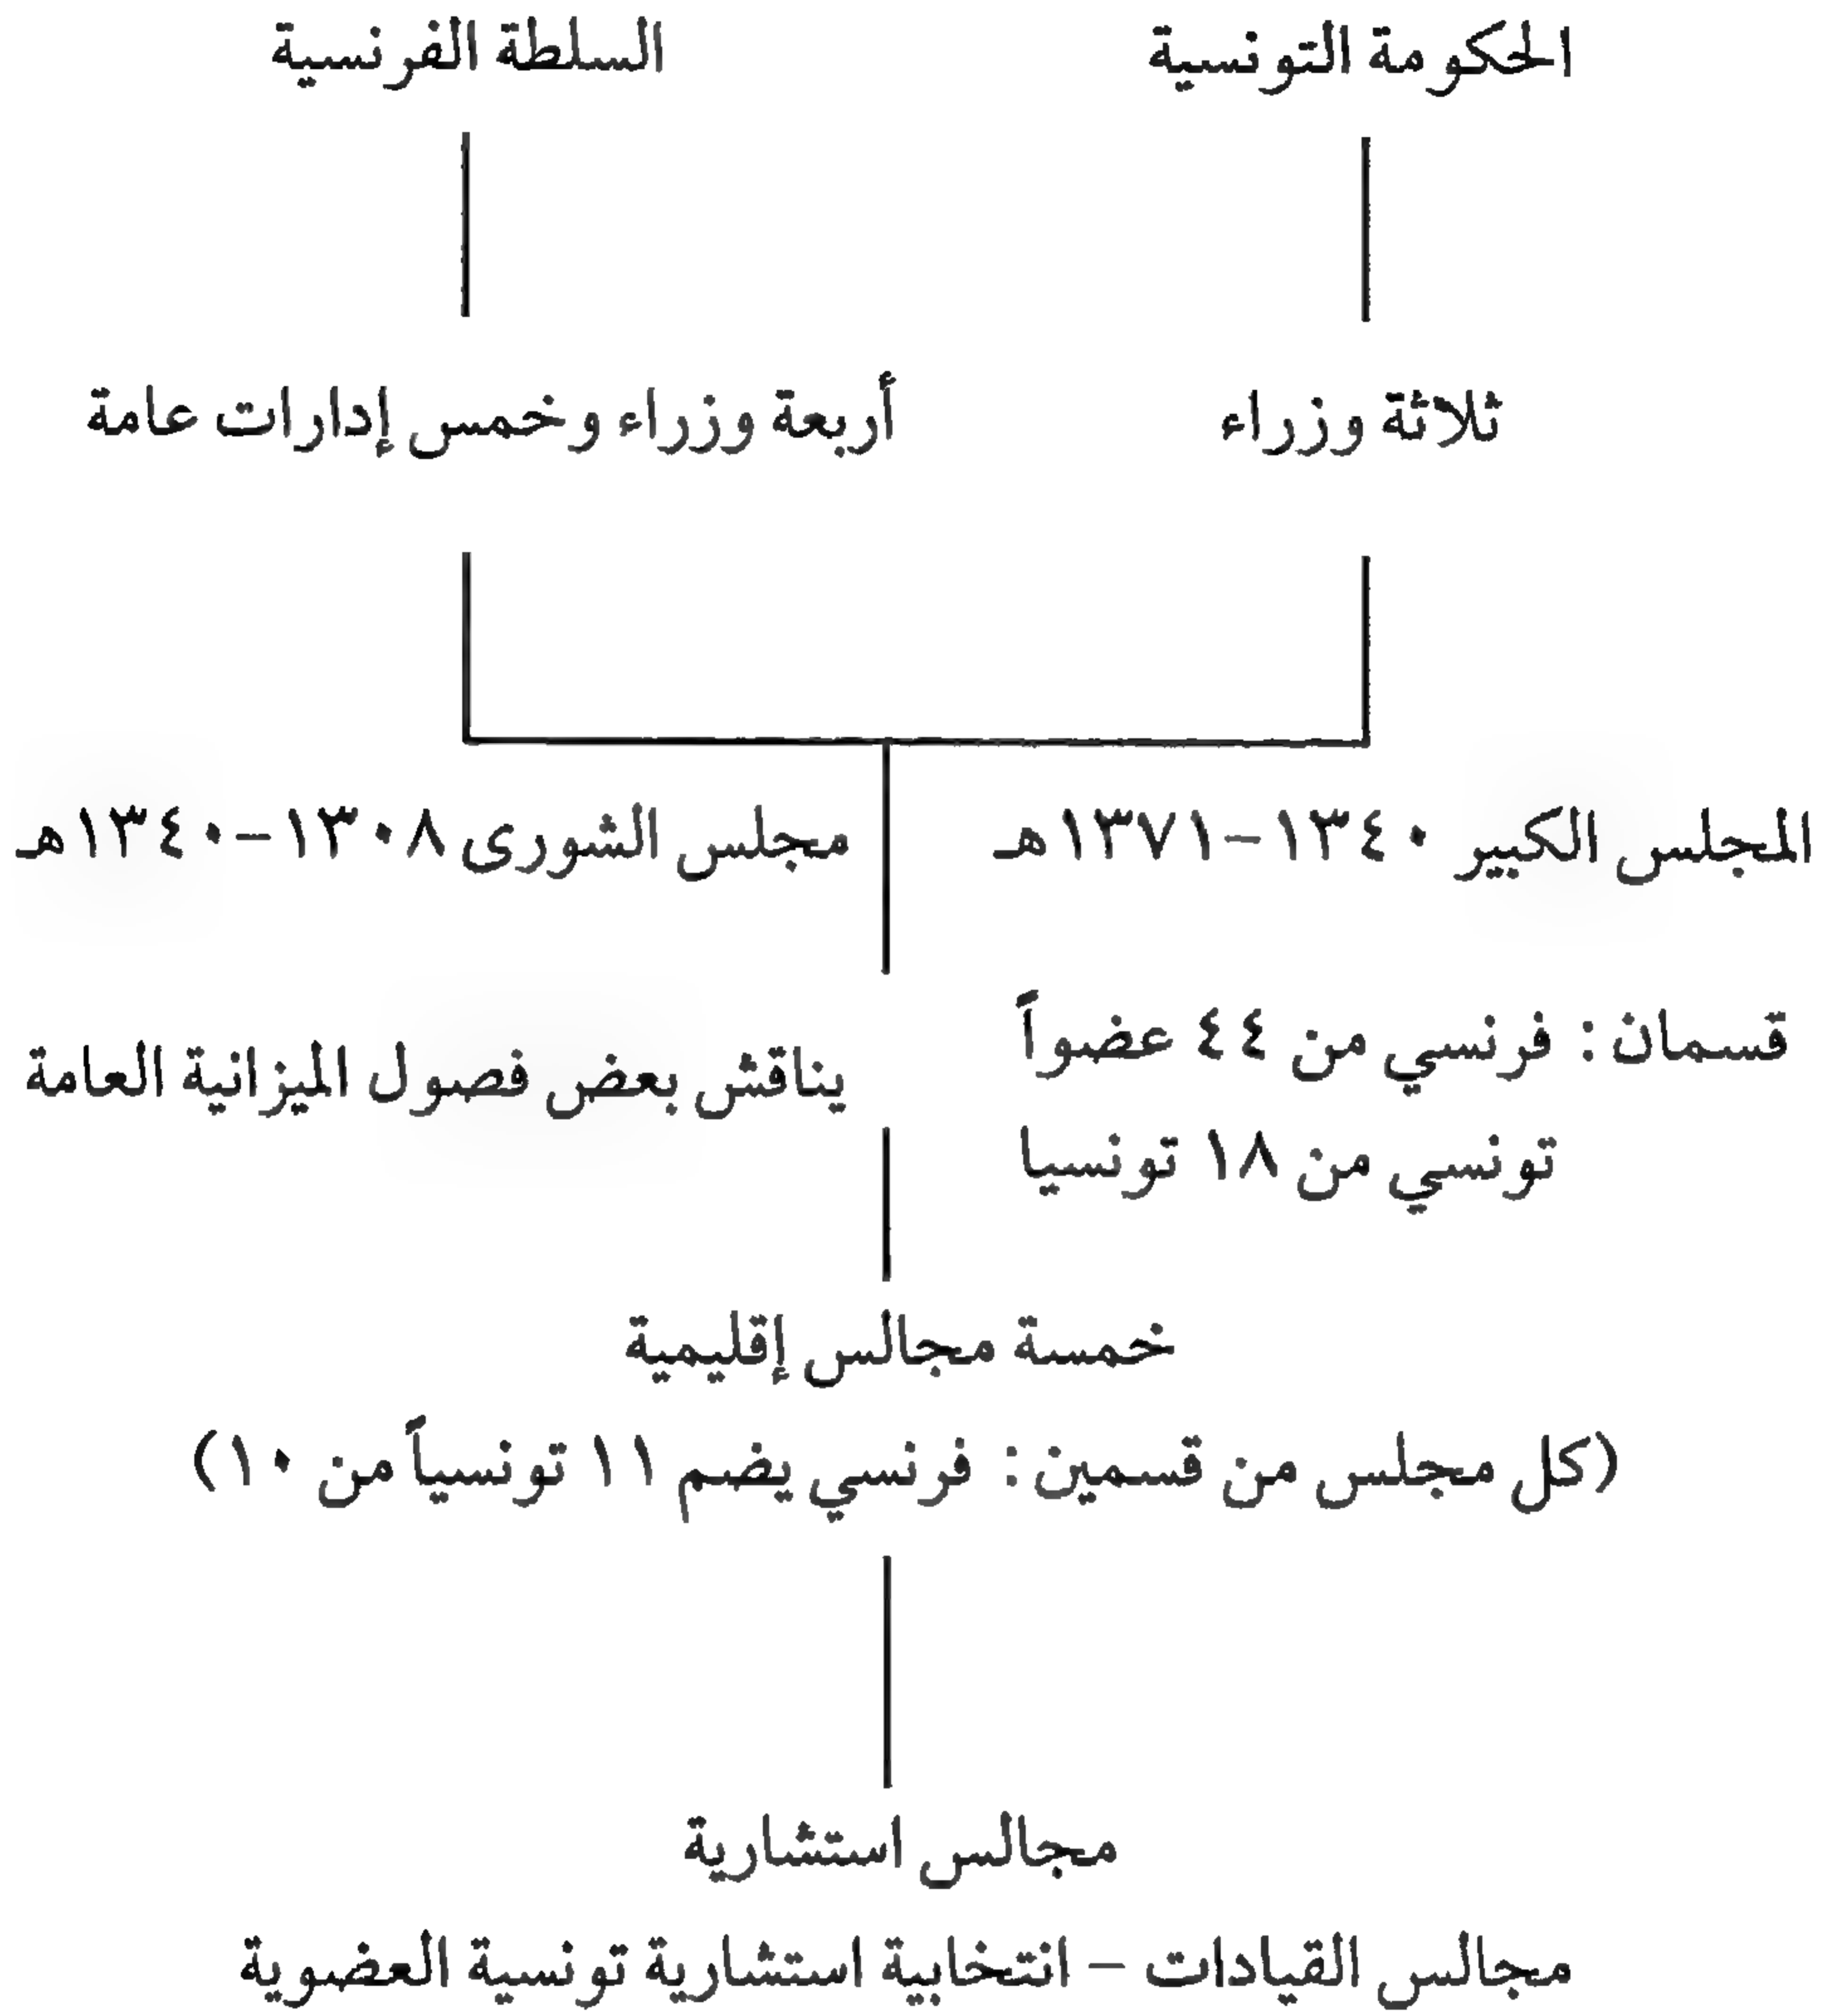 الحكومة التونسية
السلطة الفرنسية
ثلاثة وزراء
أربعة وزراء وخمس إدارات عامة
المجلس الكبير ١٣٤٠-١٣٧١هـ
مجلس الشورى ١٣٠٨-١٣٤٠هـ
قسمان: فرنسي من ٤٤ عضواً
تونسي من ١٨ تونسيا
يناقش بعض فصول الميزانية العامة
خمسة مجالس إقليمية
(كل مجلس من قسمين: فرنسي يضم ١١ تونسياً من ١٠)
مجالس استشارية
مجالس القيادات - انتخابية استشارية تونسية العضوية